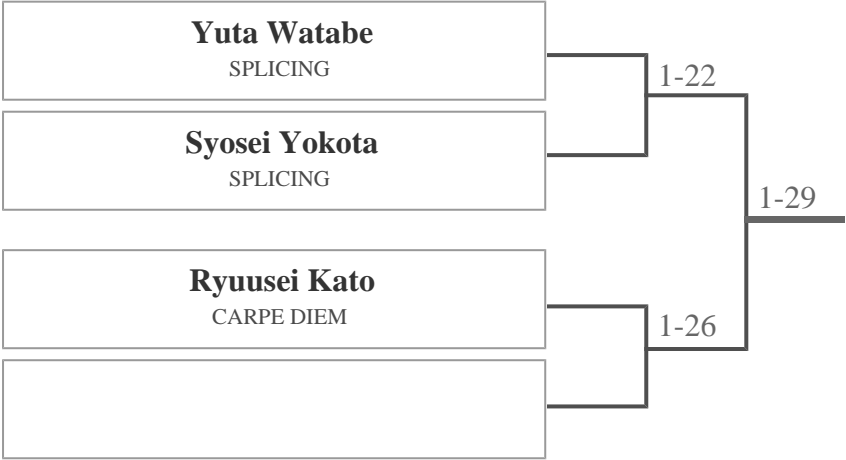 Yuta Watabe
SPLICING
1-22
Syosei Yokota
SPLICING
1-29
Ryuusei Kato
CARPE DIEM
1-26